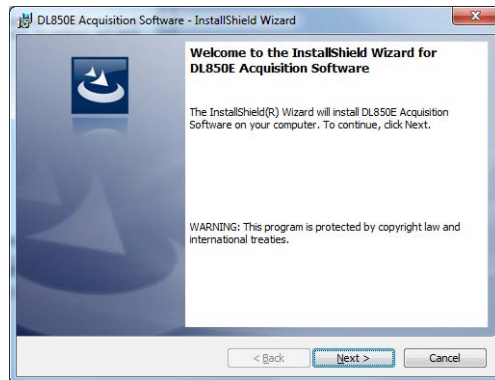 DL850E Acquisition Software - InstallShield Wizard
Welcome to the InstallShield Wizard for
DL850E Acquisition Software
The InstallShield(R) Wizard will install DL850E Acquisition
Software on your computer. To continue, click Next.
WARNING: This program is protected by copyright law and
international treaties.
< Back
Next >
Cancel